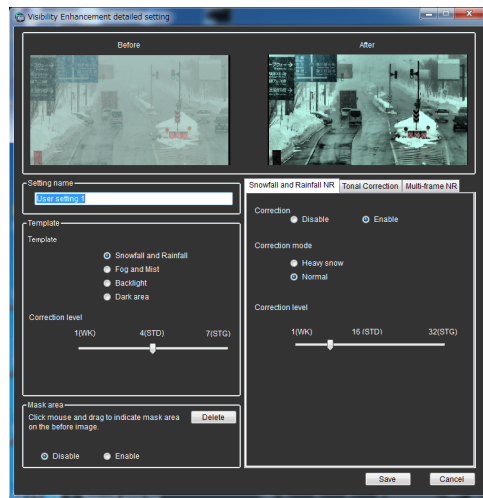 Visibility Enhancement detailed setting
Before
After
Setting name
User setting 1
Template
Template
Snowfall and Rainfall
Fog and Mist
Backlight
Dark area
Correction level
1(WK) 4(STD) 7(STG)
Mask area
Click mouse and drag to indicate mask area
on the before image.
Delete
Disable Enable
Snowfall and Rainfall NR Tonal Correction Multi-frame NR
Correction
Disable Enable
Correction mode
Heavy snow
Normal
Correction level
1(WK) 16 (STD) 32(STG)
Save Cancel